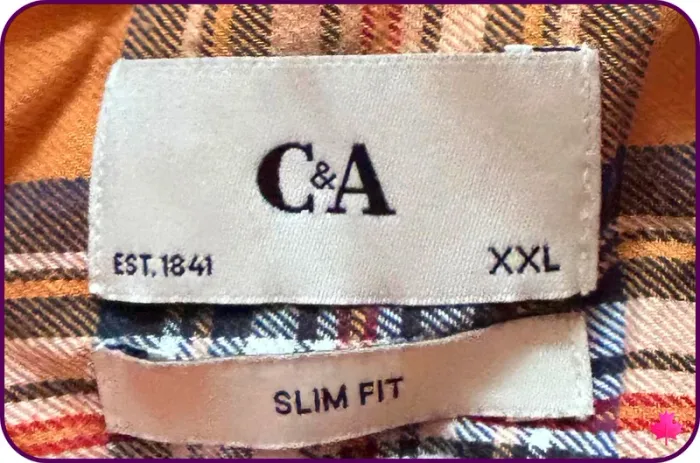 C&A
EST. 1841 XXL
SLIM FIT